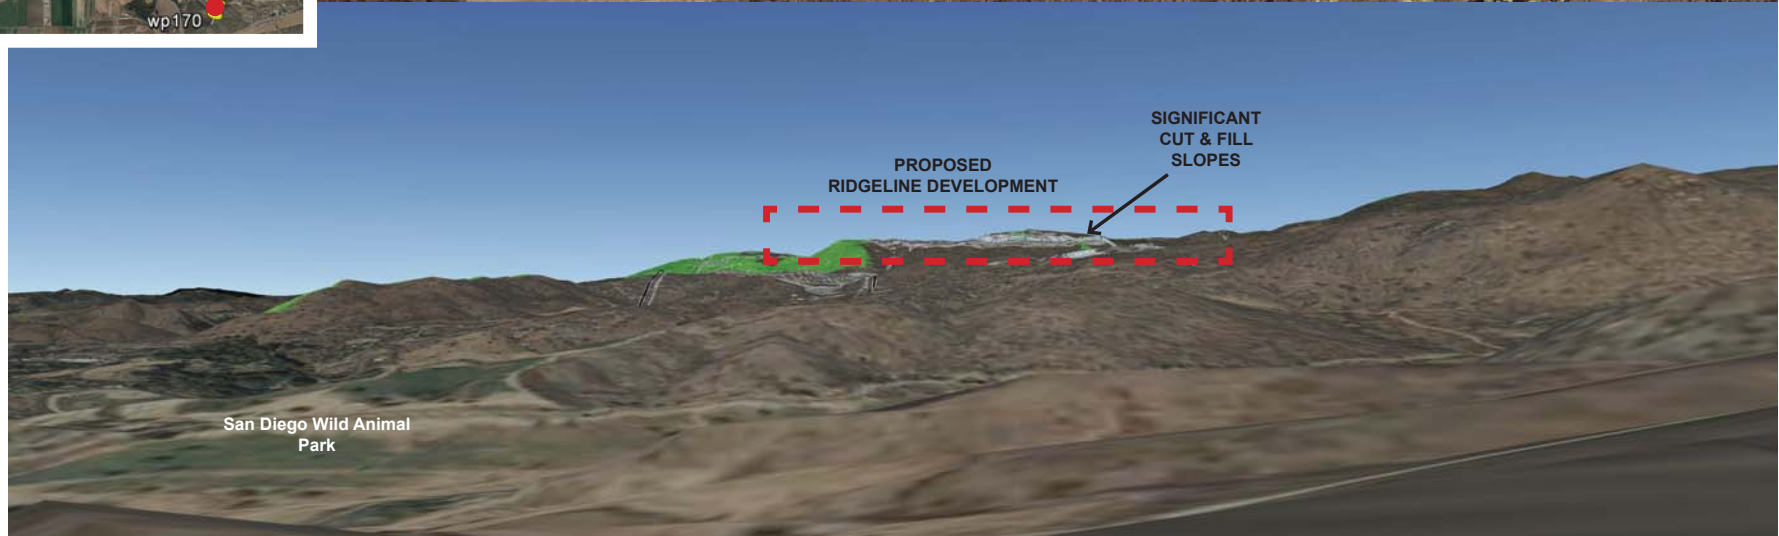 wp170
SIGNIFICANT
CUT & FILL
SLOPES
PROPOSED
RIDGELINE DEVELOPMENT
San Diego Wild Animal
Park